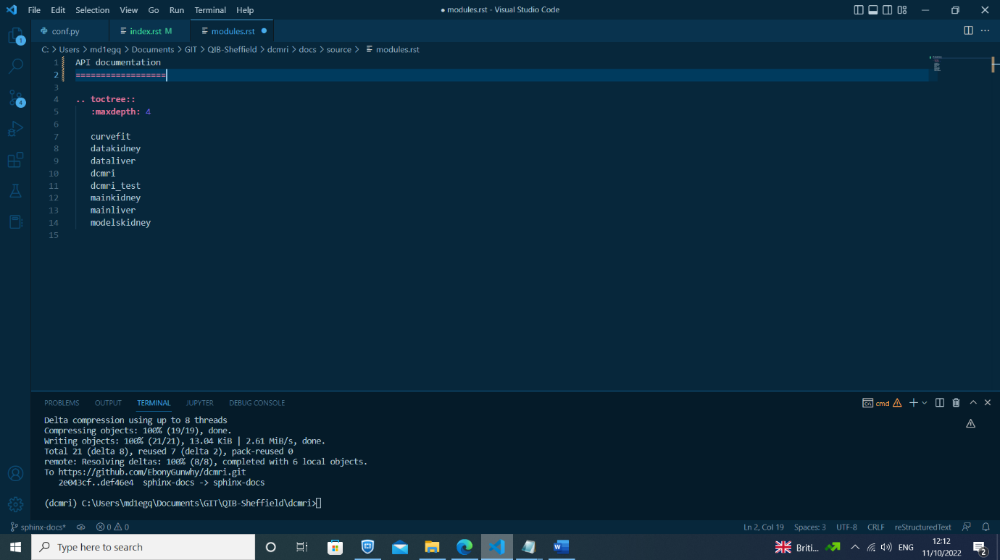 File Edit Selection View Go Run Terminal Help
● modules.rst - Visual Studio Code
conf.py
index.rst M
modules.rst
C: > Users > md1egq > Documents > GIT > QIB-Sheffield > dcmri > docs > source > modules.rst
1 API documentation
2 ==================
3
4 .. toctree::
5 :maxdepth: 4
6
7 curvefit
8 datakidney
9 dataliver
10 dcmri
11 dcmri_test
12 mainkidney
13 mainliver
14 modelskidney
15
1
4
PROBLEMS OUTPUT TERMINAL JUPYTER DEBUG CONSOLE
cmd
Delta compression using up to 8 threads
Compressing objects: 100% (19/19), done.
Writing objects: 100% (21/21), 13.04 KiB | 2.61 MiB/s, done.
Total 21 (delta 8), reused 7 (delta 2), pack-reused 0
remote: Resolving deltas: 100% (8/8), completed with 6 local objects.
To https://github.com/EbonyGunwhy/dcmri.git
2e043cf..def46e4 sphinx-docs -> sphinx-docs
(dcmri) C:\Users\md1egq\Documents\GIT\QIB-Sheffield\dcmri>
sphinx-docs* 0 0
Ln 2, Col 19 Spaces: 3 UTF-8 CRLF reStructuredText
Type here to search
Briti...
ENG
12:12
11/10/2022
2